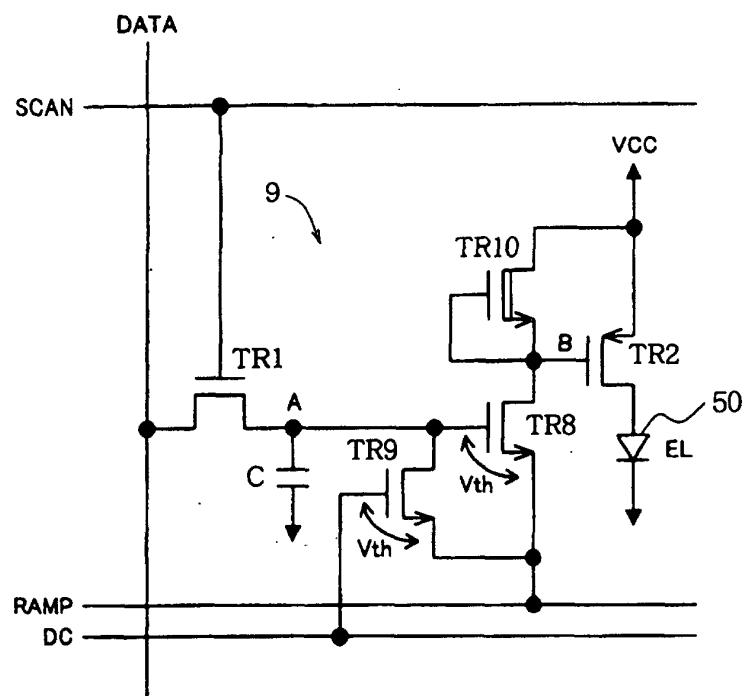 DATA
SCAN
VCC
9
TR10
B
TR2
TR1
A
TR8
50
TR9
EL
C
Vth
Vth
RAMP
DC